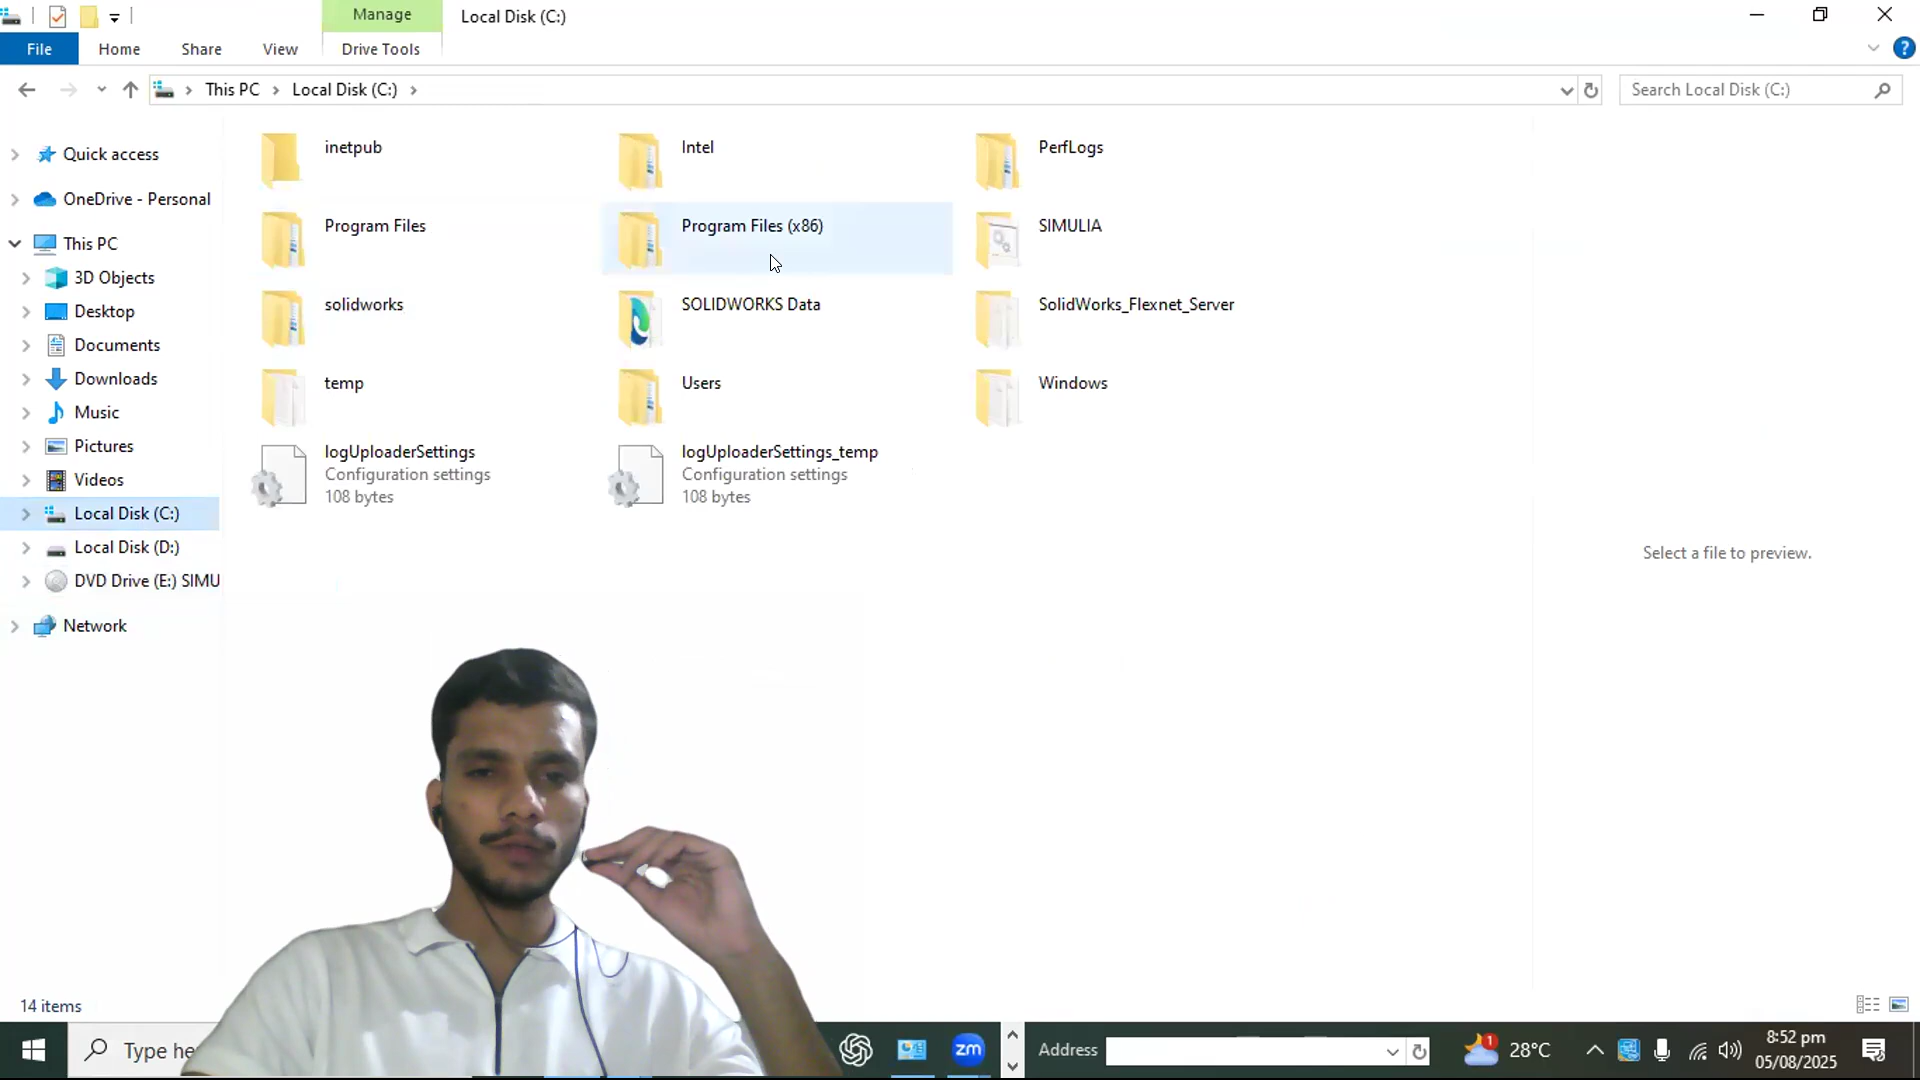 Manage
Local Disk (C:)
File
Home
Share
View
Drive Tools
?
This PC
Local Disk (C:)
Search Local Disk (C:)
Quick access
OneDrive - Personal
This PC
3D Objects
Desktop
Documents
Downloads
Music
Pictures
Videos
Local Disk (C:)
Local Disk (D:)
DVD Drive (E:) SIMU
Network
inetpub
Intel
PerfLogs
Program Files
Program Files (x86)
SIMULIA
solidworks
SOLIDWORKS Data
SolidWorks_Flexnet_Server
temp
Users
Windows
logUploaderSettings
Configuration settings
108 bytes
logUploaderSettings_temp
Configuration settings
108 bytes
Select a file to preview.
14 items
Type he
zm
Address
1
28°C
8:52 pm
05/08/2025